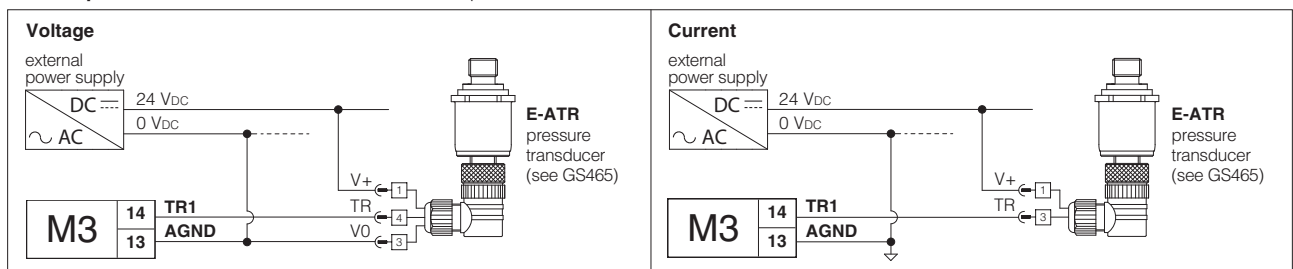 Voltage
external
power supply
DC
AC
24 VDC
0 VDC
E-ATR
pressure
transducer
(see GS465)
V+
1
TR
4
V0
3
M3
14
TR1
13
AGND
Current
external
power supply
DC
AC
24 VDC
0 VDC
E-ATR
pressure
transducer
(see GS465)
V+
1
TR
3
M3
14
TR1
13
AGND